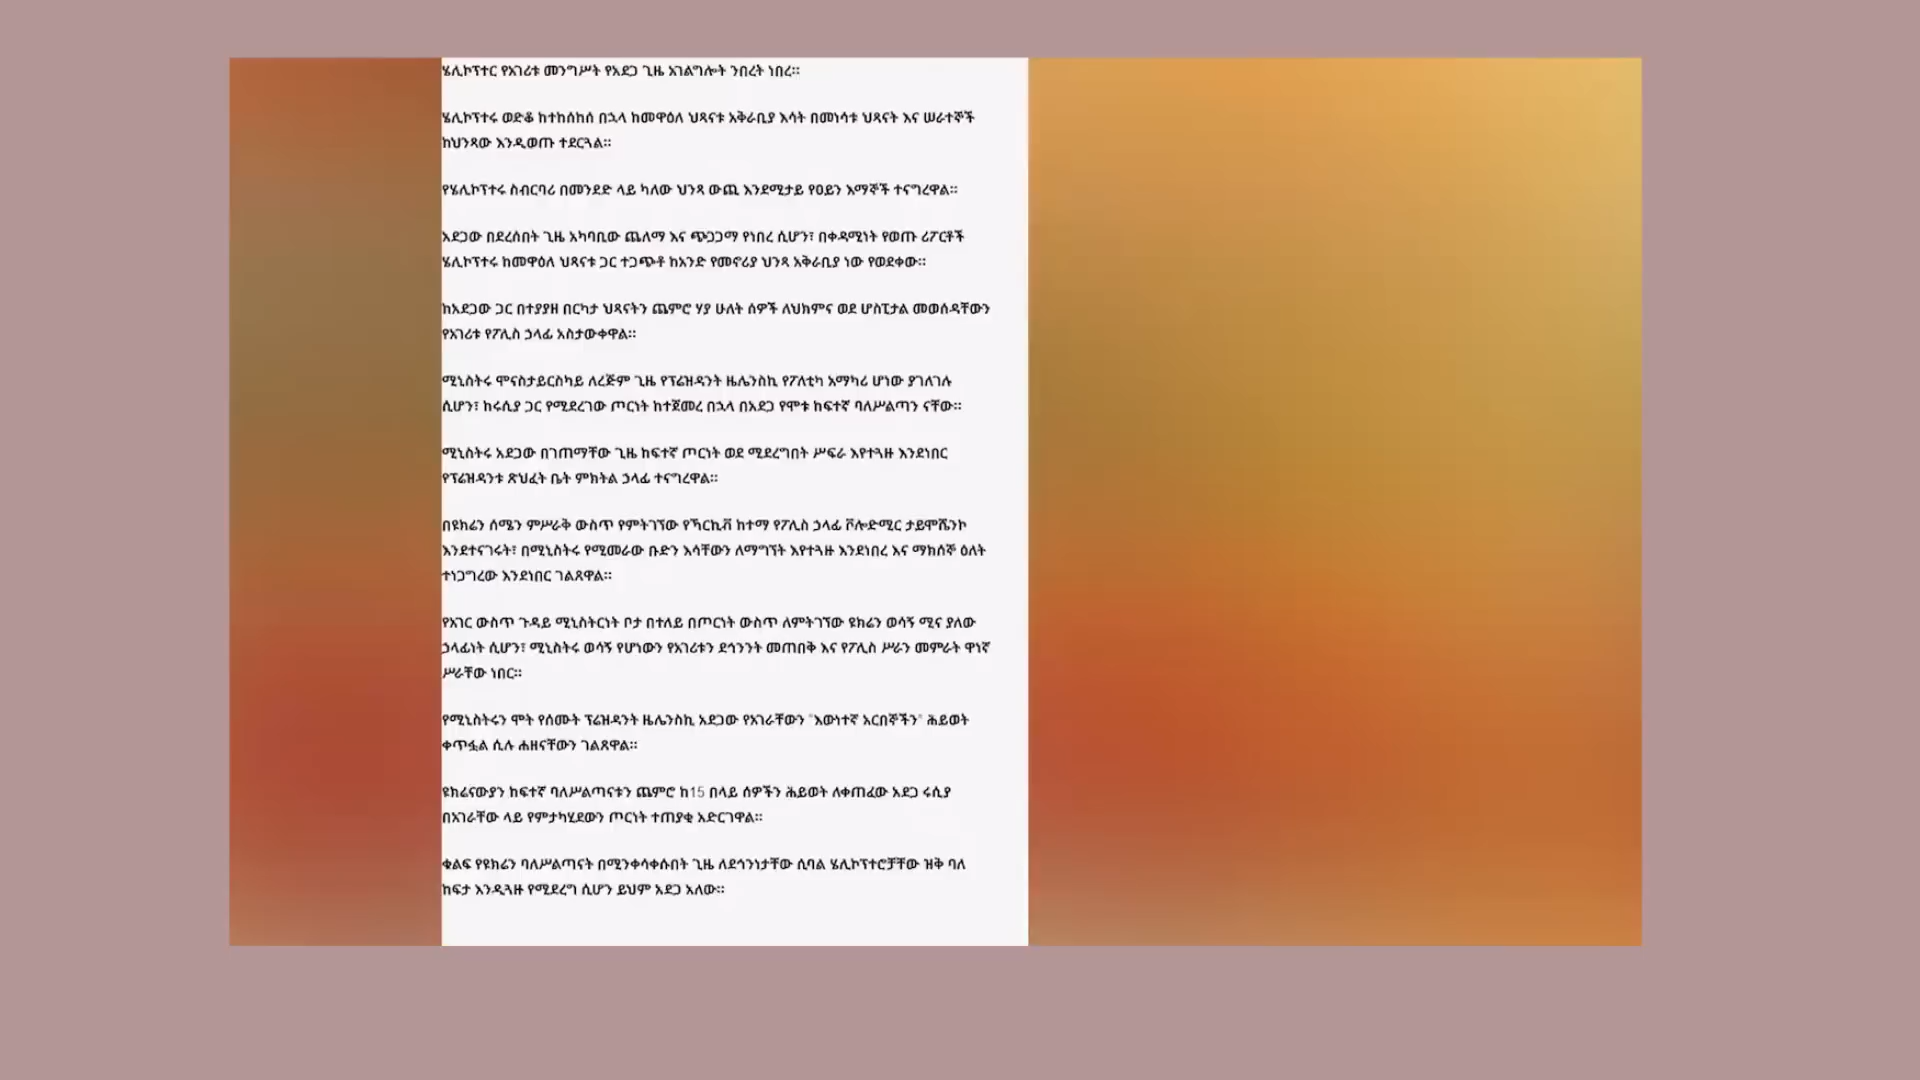 ሄሊኮፕተር የአገሪቱ መንግሥት የአደጋ ጊዜ አገልግሎት ንበረት ነበረ።
ሄሊኮፕተሩ ወድቆ ከተከሰከሰ በኋላ ከመዋዕለ ህጻናቱ አቅራቢያ እሳት በመነሳቱ ህጻናት እና ሠራተኞች
ከህንጻው እንዲወጡ ተደርጓል።
የሄሊኮፕተሩ ስብርባሪ በመንደድ ላይ ካለው ህንጻ ውጪ እንደሚታይ የዐይን እማኞች ተናግረዋል።
አደጋው በደረሰበት ጊዜ አካባቢው ጨለማ እና ጭጋጋማ የነበረ ሲሆን፣ በቀዳሚነት የወጡ ሪፖርቶች
ሄሊኮፕተሩ ከመዋዕለ ህጻናቱ ጋር ተጋጭቶ ከአንድ የመኖሪያ ህንጻ አቅራቢያ ነው የወደቀው።
ከአደጋው ጋር በተያያዘ በርካታ ህጻናትን ጨምሮ ሃያ ሁለት ሰዎች ለህክምና ወደ ሆስፒታል መወሰዳቸውን
የአገሪቱ የፖሊስ ኃላፊ አስታውቀዋል።
ሚኒስትሩ ሞናስታይርስካይ ለረጅም ጊዜ የፕሬዝዳንት ዜሌንስኪ የፖለቲካ አማካሪ ሆነው ያገለገሉ
ሲሆን፣ ከሩሲያ ጋር የሚደረገው ጦርነት ከተጀመረ በኋላ በአደጋ የሞቱ ከፍተኛ ባለሥልጣን ናቸው።
ሚኒስትሩ አደጋው በገጠማቸው ጊዜ ከፍተኛ ጦርነት ወደ ሚደረግበት ሥፍራ እየተጓዙ እንደነበር
የፕሬዝዳንቱ ጽህፈት ቤት ምክትል ኃላፊ ተናግረዋል።
በዩክሬን ሰሜን ምሥራቅ ውስጥ የምትገኘው የኻርኪቭ ከተማ የፖሊስ ኃላፊ ቮሎድሚር ታይሞሼንኮ
እንደተናገሩት፣ በሚኒስትሩ የሚመራው ቡድን እሳቸውን ለማግኘት እየተጓዙ እንደነበረ እና ማክሰኞ ዕለት
ተነጋግረው እንደነበር ገልጸዋል።
የአገር ውስጥ ጉዳይ ሚኒስትርነት ቦታ በተለይ በጦርነት ውስጥ ለምትገኘው ዩክሬን ወሳኝ ሚና ያለው
ኃላፊነት ሲሆን፣ ሚኒስትሩ ወሳኝ የሆነውን የአገሪቱን ደኅንንት መጠበቅ እና የፖሊስ ሥራን መምራት ዋነኛ
ሥራቸው ነበር።
የሚኒስትሩን ሞት የሰሙት ፕሬዝዳንት ዜሌንስኪ አደጋው የአገራቸውን "እውነተኛ አርበኞችን" ሕይወት
ቀጥፏል ሲሉ ሐዘናቸውን ገልጸዋል።
ዩክሬናውያን ከፍተኛ ባለሥልጣናቱን ጨምሮ ከ15 በላይ ሰዎችን ሕይወት ለቀጠፈው አደጋ ሩሲያ
በአገራቸው ላይ የምታካሂደውን ጦርነት ተጠያቂ አድርገዋል።
ቁልፍ የዩክሬን ባለሥልጣናት በሚንቀሳቀሱበት ጊዜ ለደኅንነታቸው ሲባል ሄሊኮፕተሮቻቸው ዝቅ ባለ
ከፍታ እንዲጓዙ የሚደረግ ሲሆን ይህም አደጋ አለው።